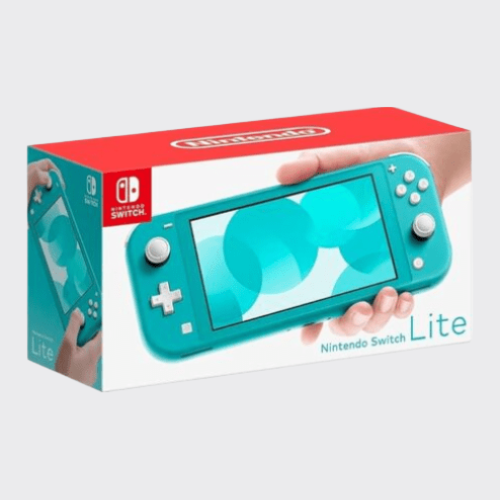 Nintendo
NINTENDO
SWITCH
Lite
Nintendo Switch Lite